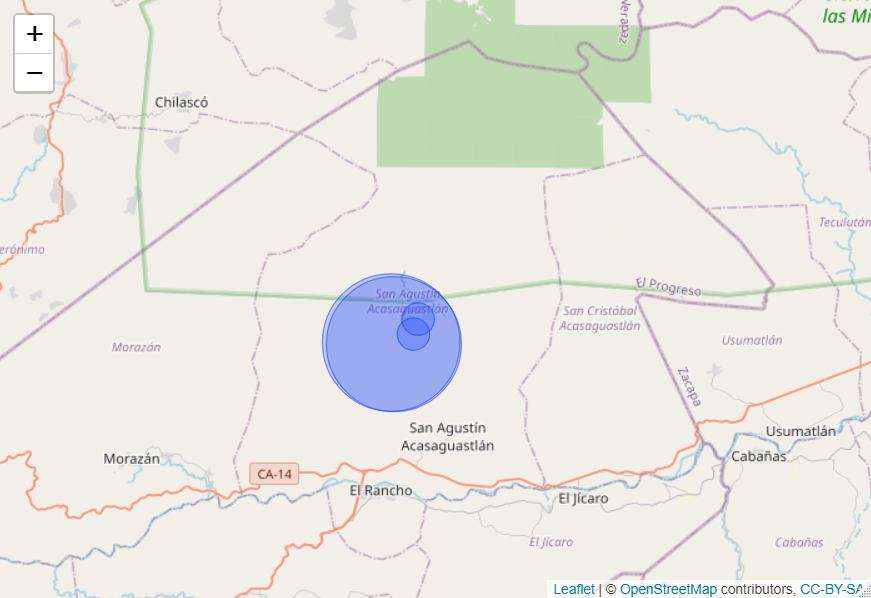 +
−
Verapaz
las Mi
Chilascó
Teculután
erónimo
El Progreso
San Agustín
Acasaguastlán
San Cristóbal
Acasaguastlán
Morazán
Usumatlán
Zacapa
San Agustín
Acasaguastlán
Usumatlán
Morazán
Cabañas
CA-14
El Rancho
El Jícaro
El Jícaro
Cabañas
Leaflet | © OpenStreetMap contributors, CC-BY-SA